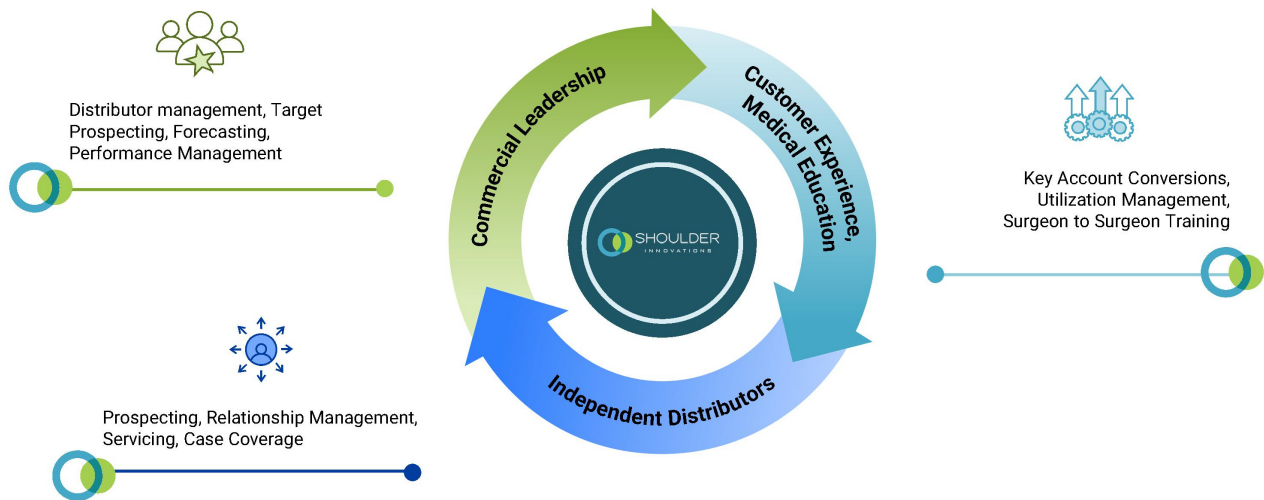 Distributor management, Target
Prospecting, Forecasting,
Performance Management
Commercial Leadership
Customer Experience,
Medical Education
SHOULDER
INNOVATIONS
Key Account Conversions,
Utilization Management,
Surgeon to Surgeon Training
Independent Distributors
Prospecting, Relationship Management,
Servicing, Case Coverage